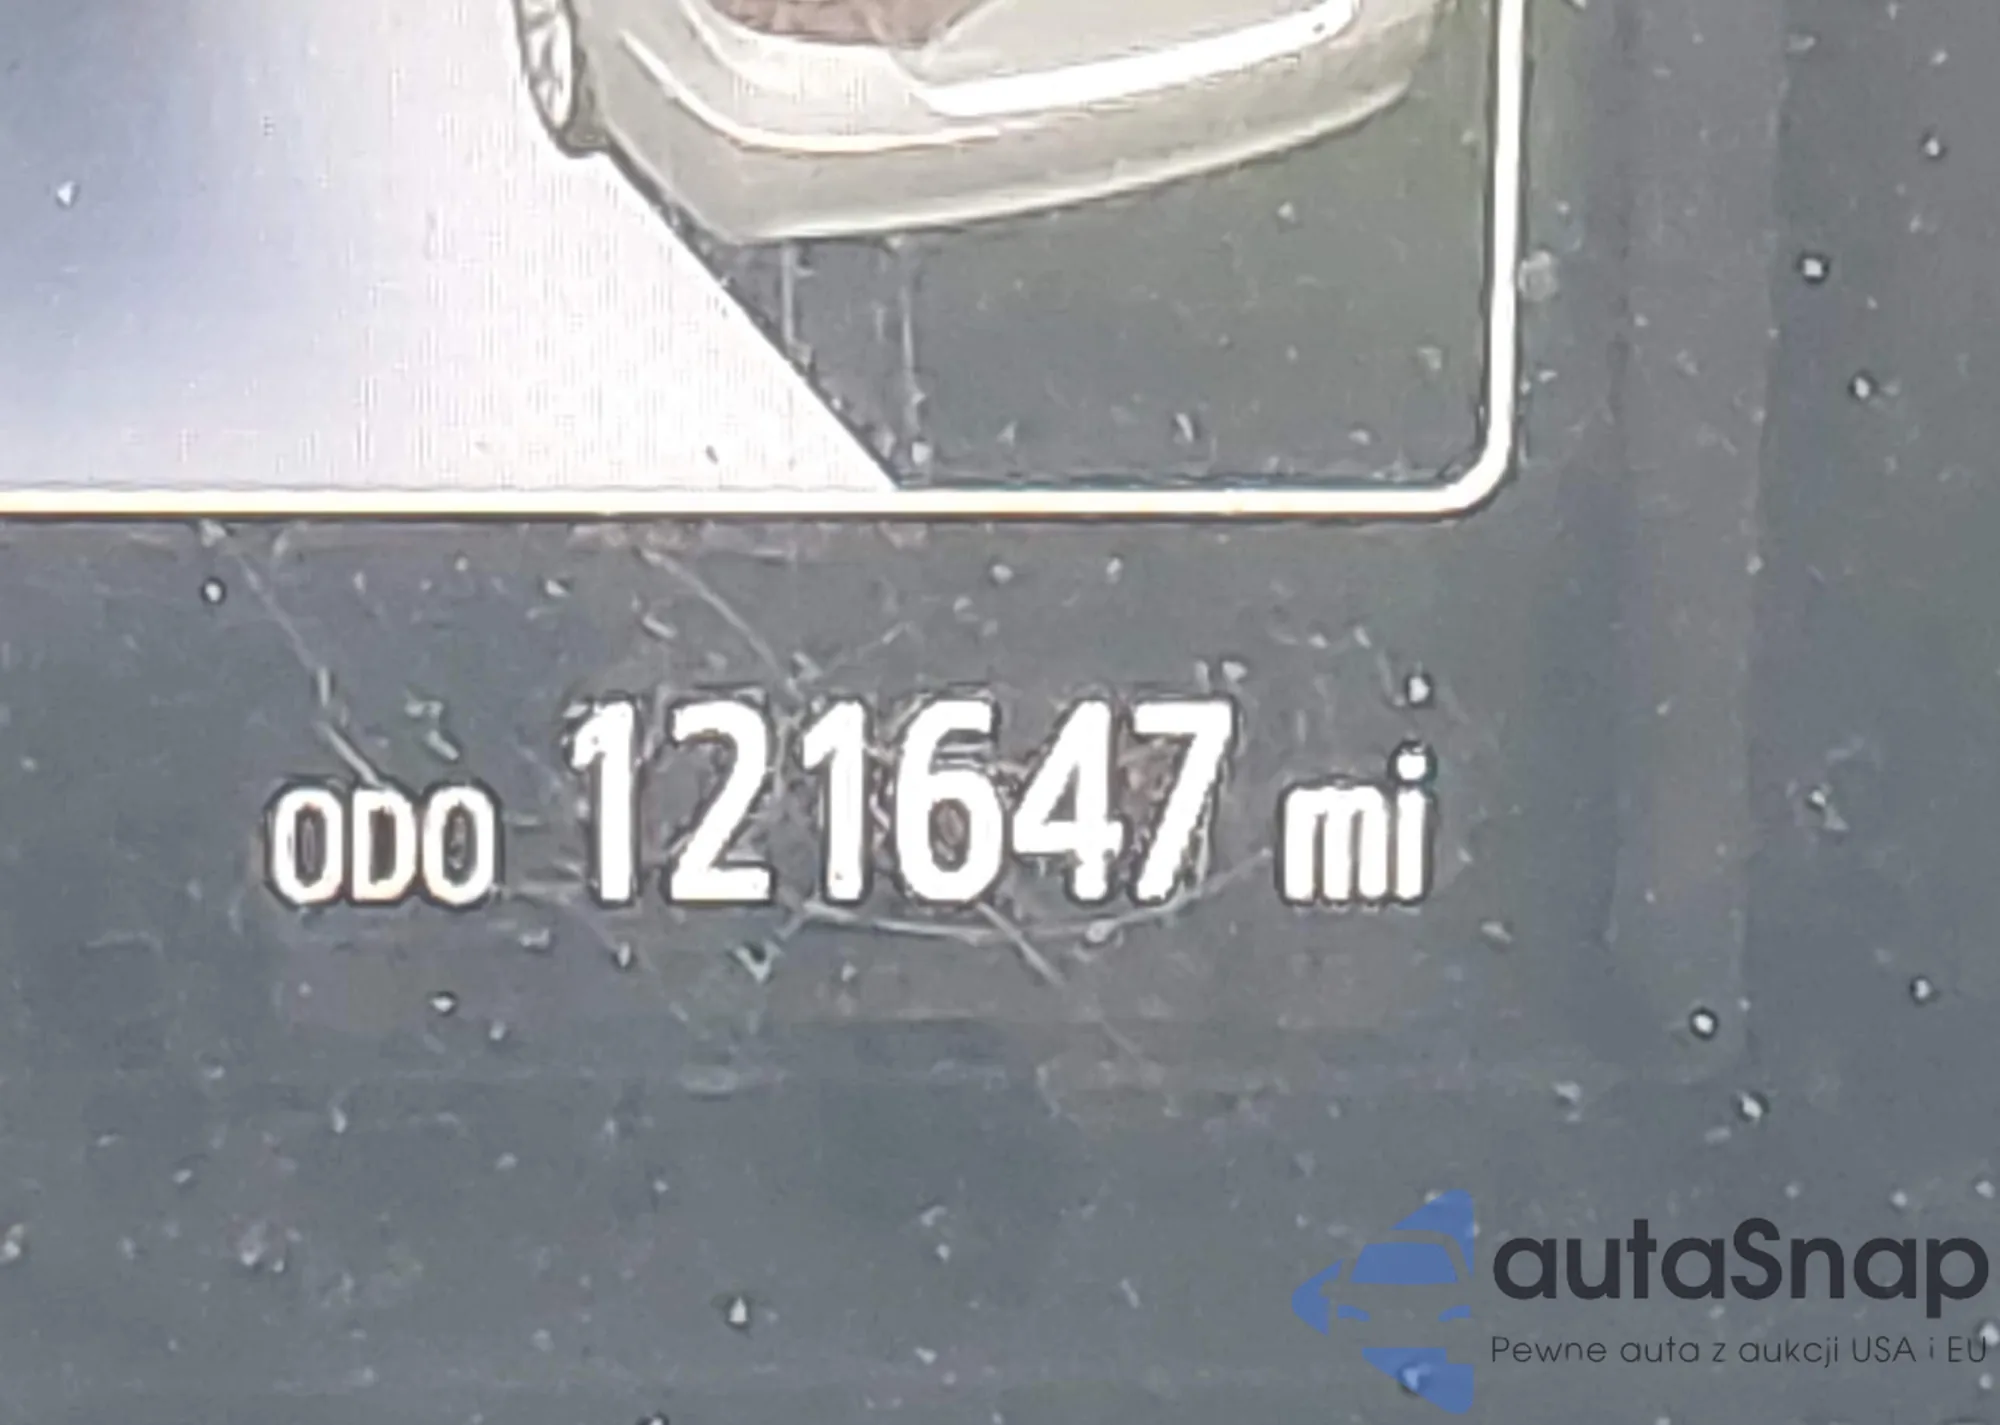 ODO 121647 mi
autaSnap
Pewne auta z aukcji USA i EU